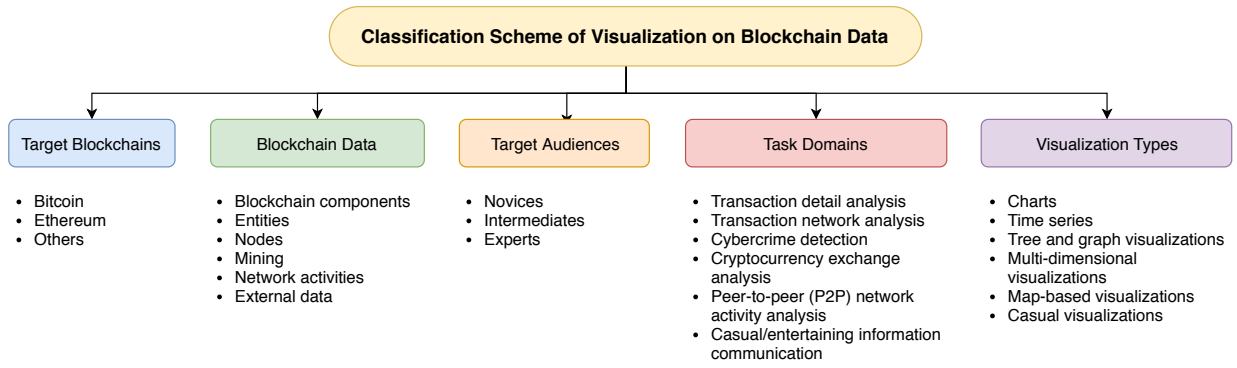 Classification Scheme of Visualization on Blockchain Data
Target Blockchains
• Bitcoin
• Ethereum
• Others
Blockchain Data
• Blockchain components
• Entities
• Nodes
• Mining
• Network activities
• External data
Target Audiences
• Novices
• Intermediates
• Experts
Task Domains
• Transaction detail analysis
• Transaction network analysis
• Cybercrime detection
• Cryptocurrency exchange
analysis
• Peer-to-peer (P2P) network
activity analysis
• Casual/entertaining information
communication
Visualization Types
• Charts
• Time series
• Tree and graph visualizations
• Multi-dimensional
visualizations
• Map-based visualizations
• Casual visualizations